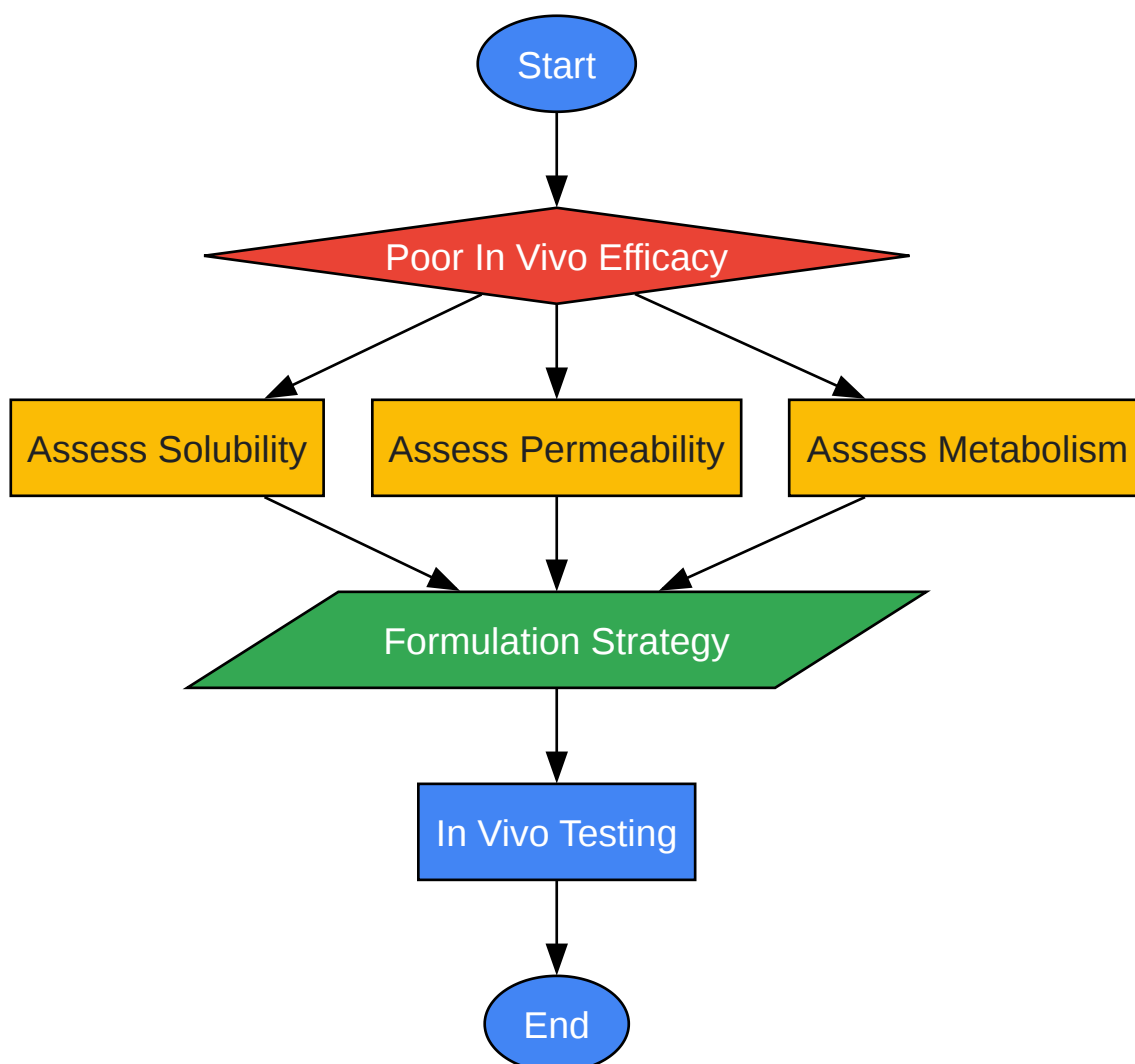 Start
Poor In Vivo Efficacy
Assess Solubility
Assess Permeability
Assess Metabolism
Formulation Strategy
In Vivo Testing
End